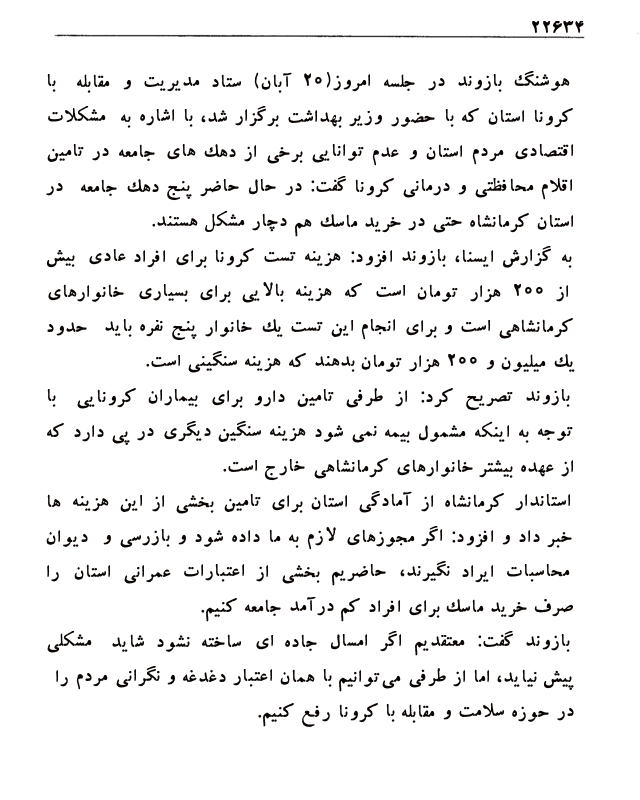 ۲۲۶۳۴
هوشنگ بازوند در جلسه امروز(۲۵ آبان) ستاد مدیریت و مقابله با
کرونا استان که با حضور وزیر بهداشت برگزار شد، با اشاره به مشکلات
اقتصادی مردم استان و عدم توانایی برخی از دهک های جامعه در تامین
اقلام محافظتی و درمانی کرونا گفت: در حال حاضر پنج دهک جامعه در
استان کرمانشاه حتی در خرید ماسک هم دچار مشکل هستند.
به گزارش ایسنا، بازوند افزود: هزینه تست کرونا برای افراد عادی بیش
از ۲۰۰ هزار تومان است که هزینه بالایی برای بسیاری خانوارهای
کرمانشاهی است و برای انجام این تست یک خانوار پنج نفره باید حدود
یک میلیون و ۲۰۰ هزار تومان بدهند که هزینه سنگینی است.
بازوند تصریح کرد: از طرفی تامین دارو برای بیماران کرونایی با
توجه به اینکه مشمول بیمه نمی شود هزینه سنگین دیگری در پی دارد که
از عهده بیشتر خانوارهای کرمانشاهی خارج است.
استاندار کرمانشاه از آمادگی استان برای تامین بخشی از این هزینه ها
خبر داد و افزود: اگر مجوزهای لازم به ما داده شود و بازرسی و دیوان
محاسبات ایراد نگیرند، حاضریم بخشی از اعتبارات عمرانی استان را
صرف خرید ماسک برای افراد کم درآمد جامعه کنیم.
بازوند گفت: معتقدیم اگر امسال جاده ای ساخته نشود شاید مشکلی
پیش نیاید، اما از طرفی می‌توانیم با همان اعتبار دغدغه و نگرانی مردم را
در حوزه سلامت و مقابله با کرونا رفع کنیم.